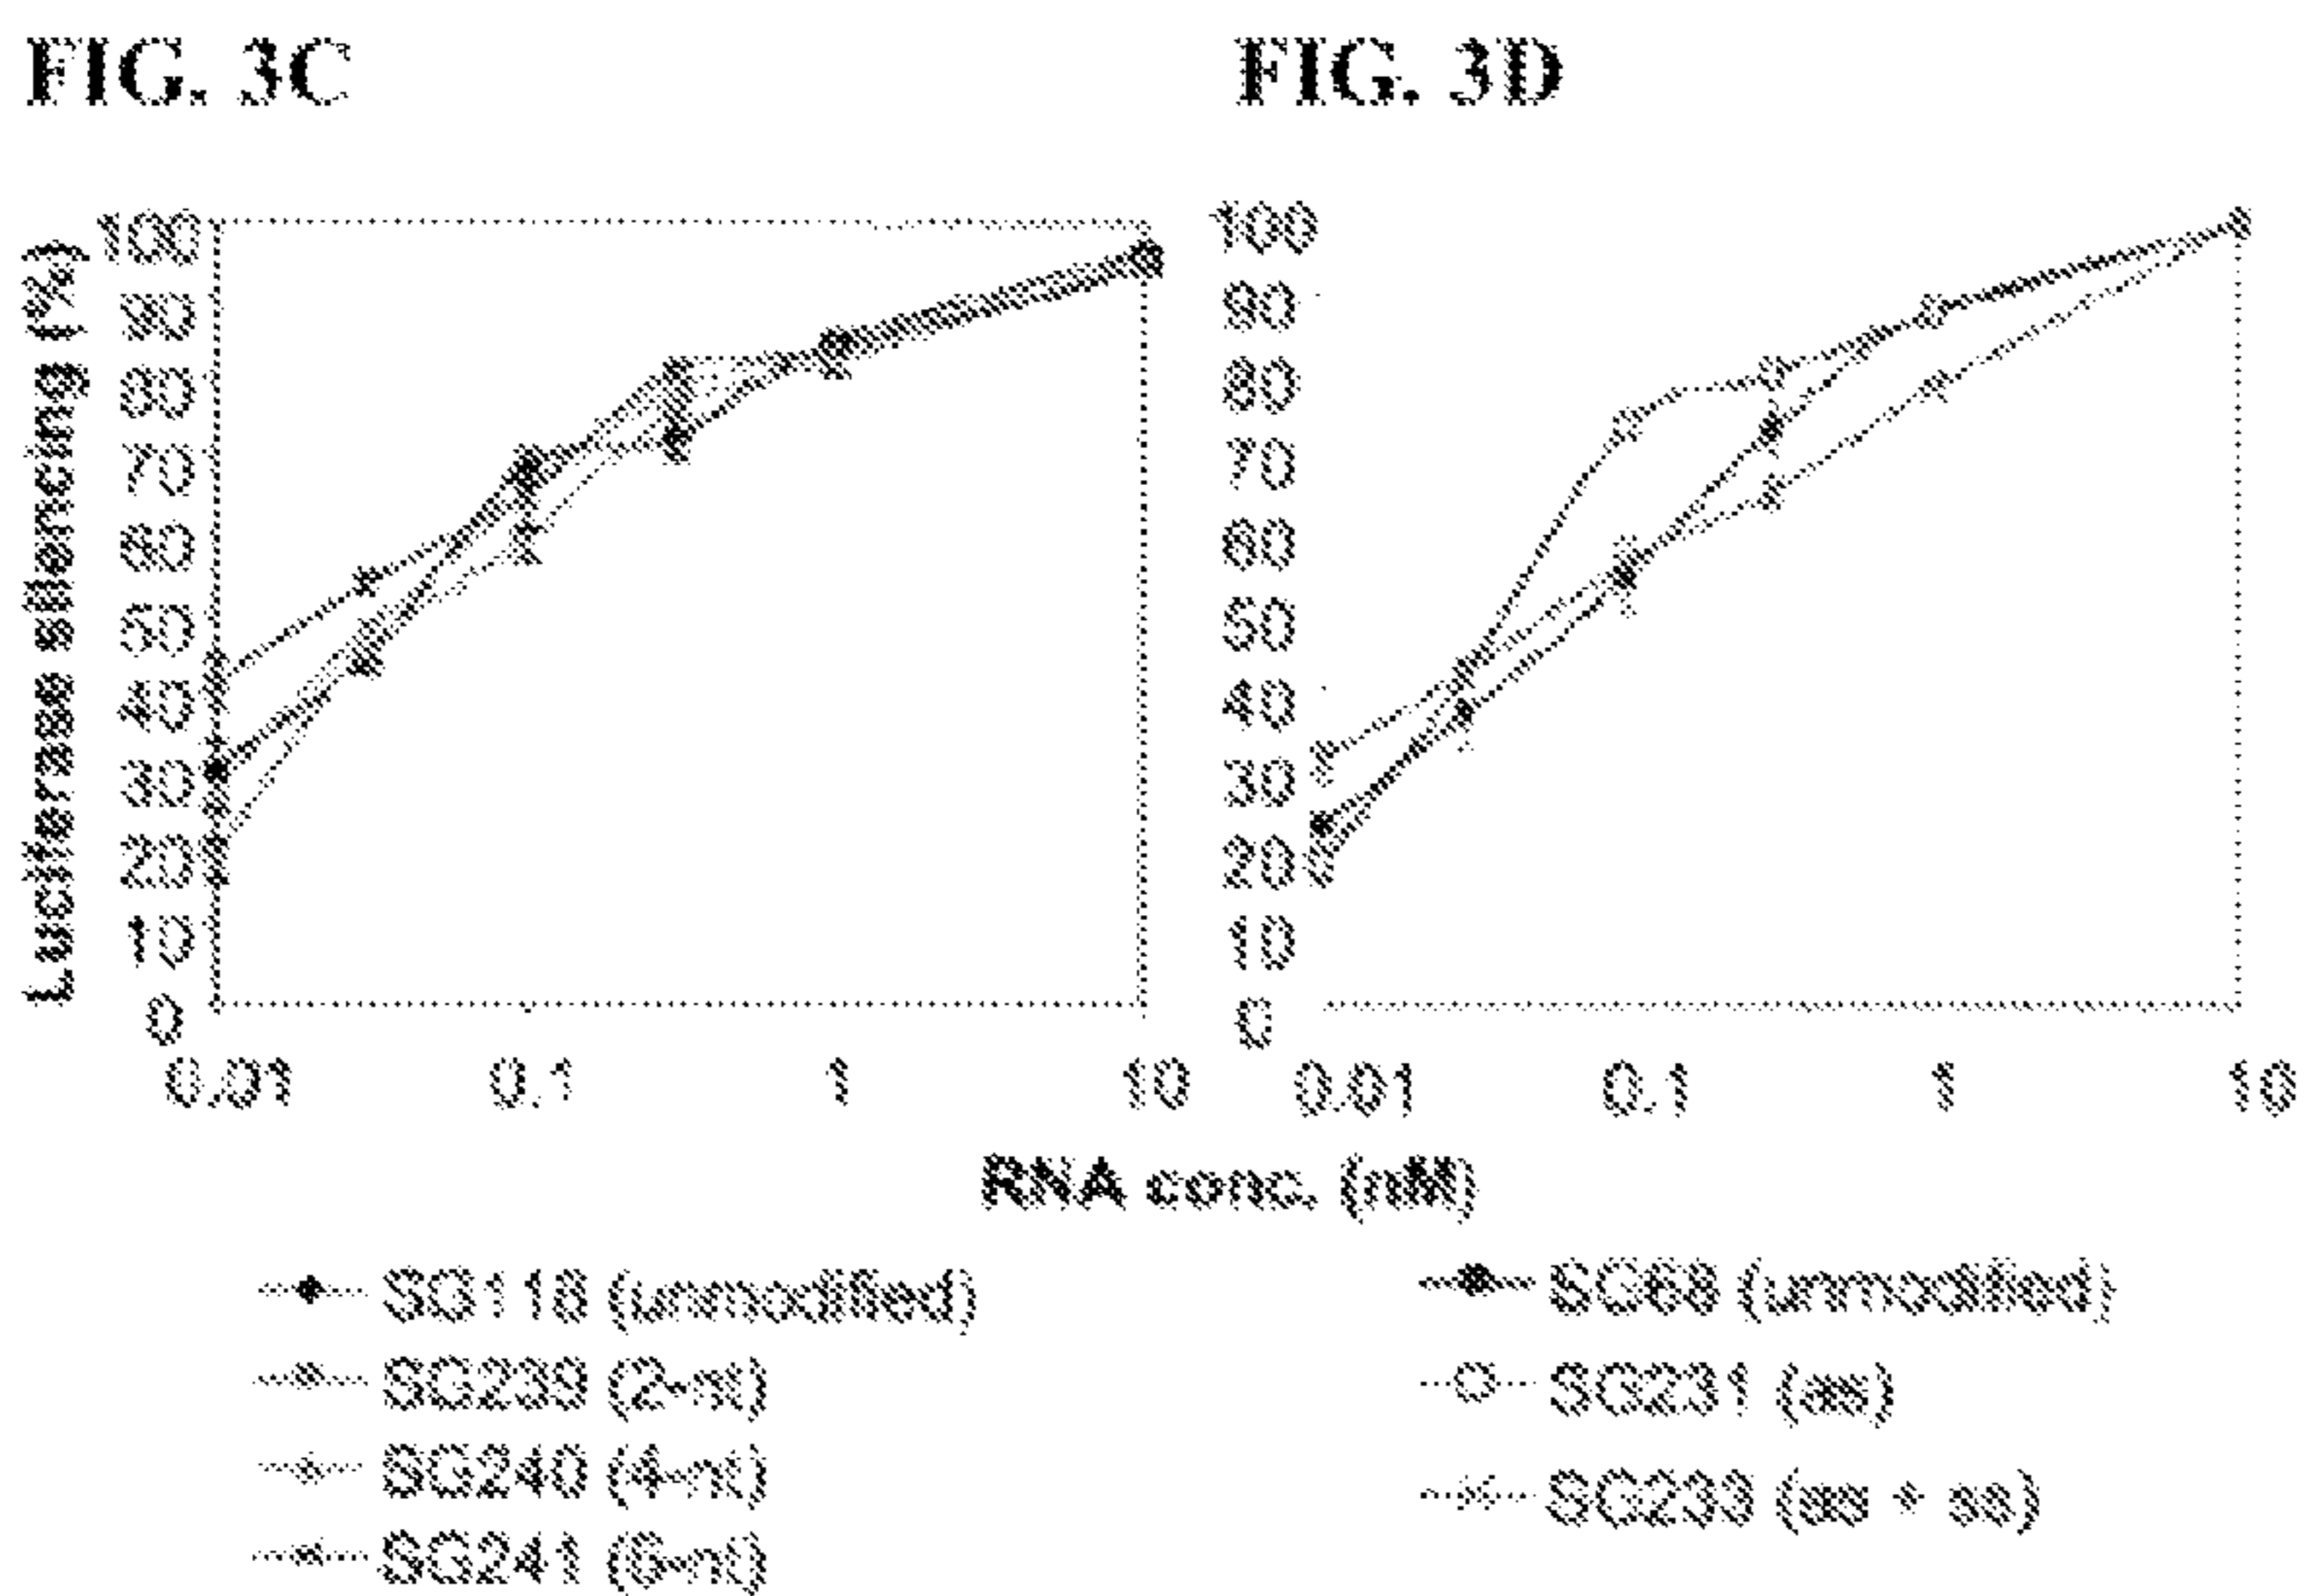 FIG. 3C
FIG. 3D
Luciferase silencing (%)
100
90
80
70
60
50
40
30
20
10
0
0.01 0.1 1 10
100
90
80
70
60
50
40
30
20
10
0
0.01 0.1 1 10
RNA conc. (nM)
SG118 (unmodified)
SG239 (2-nt)
SG240 (4-nt)
SG241 (6-nt)
SG68 (unmodified)
SG231 (as)
SG233 (as + ss)